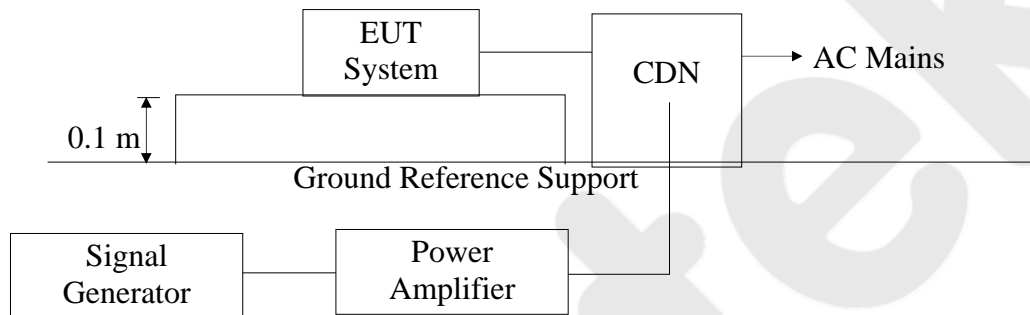 EUT
System
CDN
AC Mains
0.1 m
Ground Reference Support
Signal
Generator
Power
Amplifier